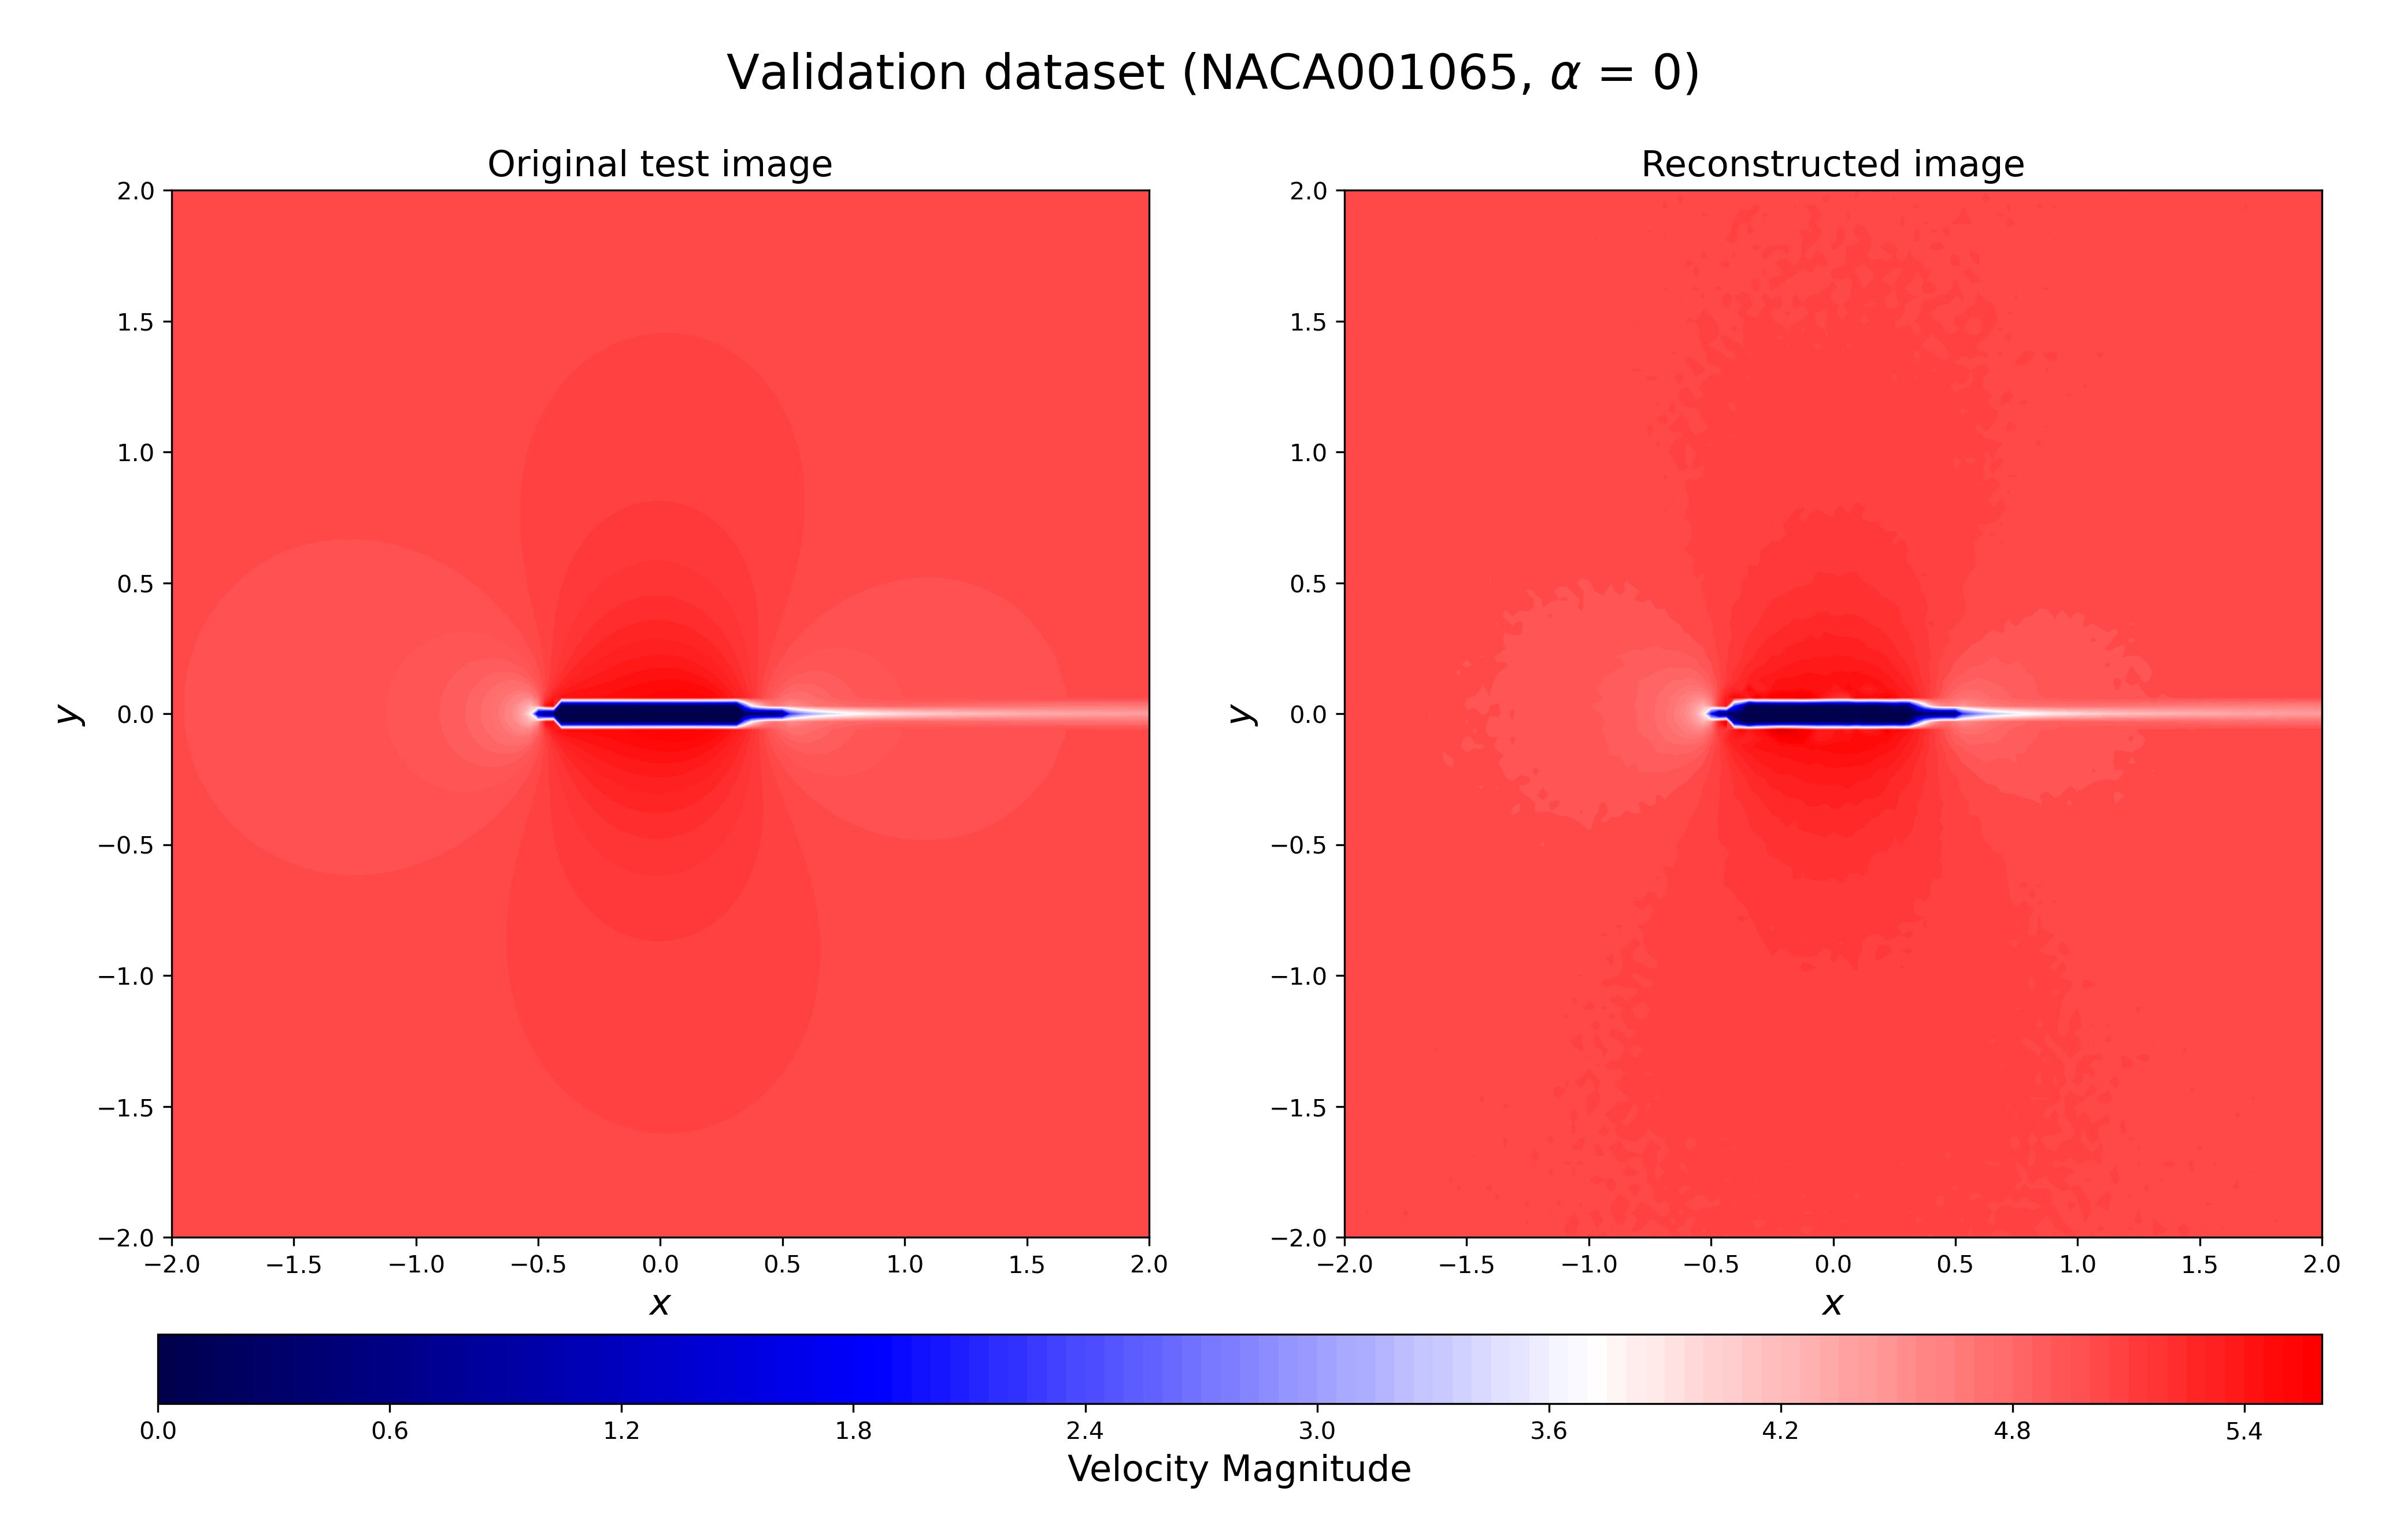 Validation dataset (NACA001065, α = 0)
Original test image
2.0
1.5
1.0
0.5
0.0
−0.5
−1.0
−1.5
−2.0
y
−2.0 −1.5 −1.0 −0.5 0.0 0.5 1.0 1.5 2.0
x
Reconstructed image
2.0
1.5
1.0
0.5
0.0
−0.5
−1.0
−1.5
−2.0
y
−2.0 −1.5 −1.0 −0.5 0.0 0.5 1.0 1.5 2.0
x
0.0 0.6 1.2 1.8 2.4 3.0 3.6 4.2 4.8 5.4
Velocity Magnitude